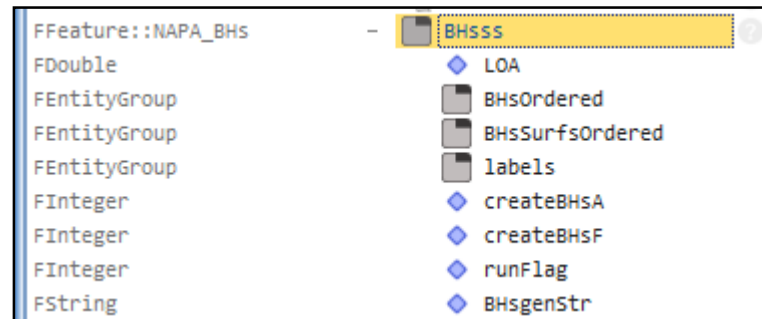 FFeature::NAPA_BHs – BHsss
FDouble LOA
FEntityGroup BHsOrdered
FEntityGroup BHsSurfsOrdered
FEntityGroup labels
FInteger createBHsA
FInteger createBHsF
FInteger runFlag
FString BHsgenStr